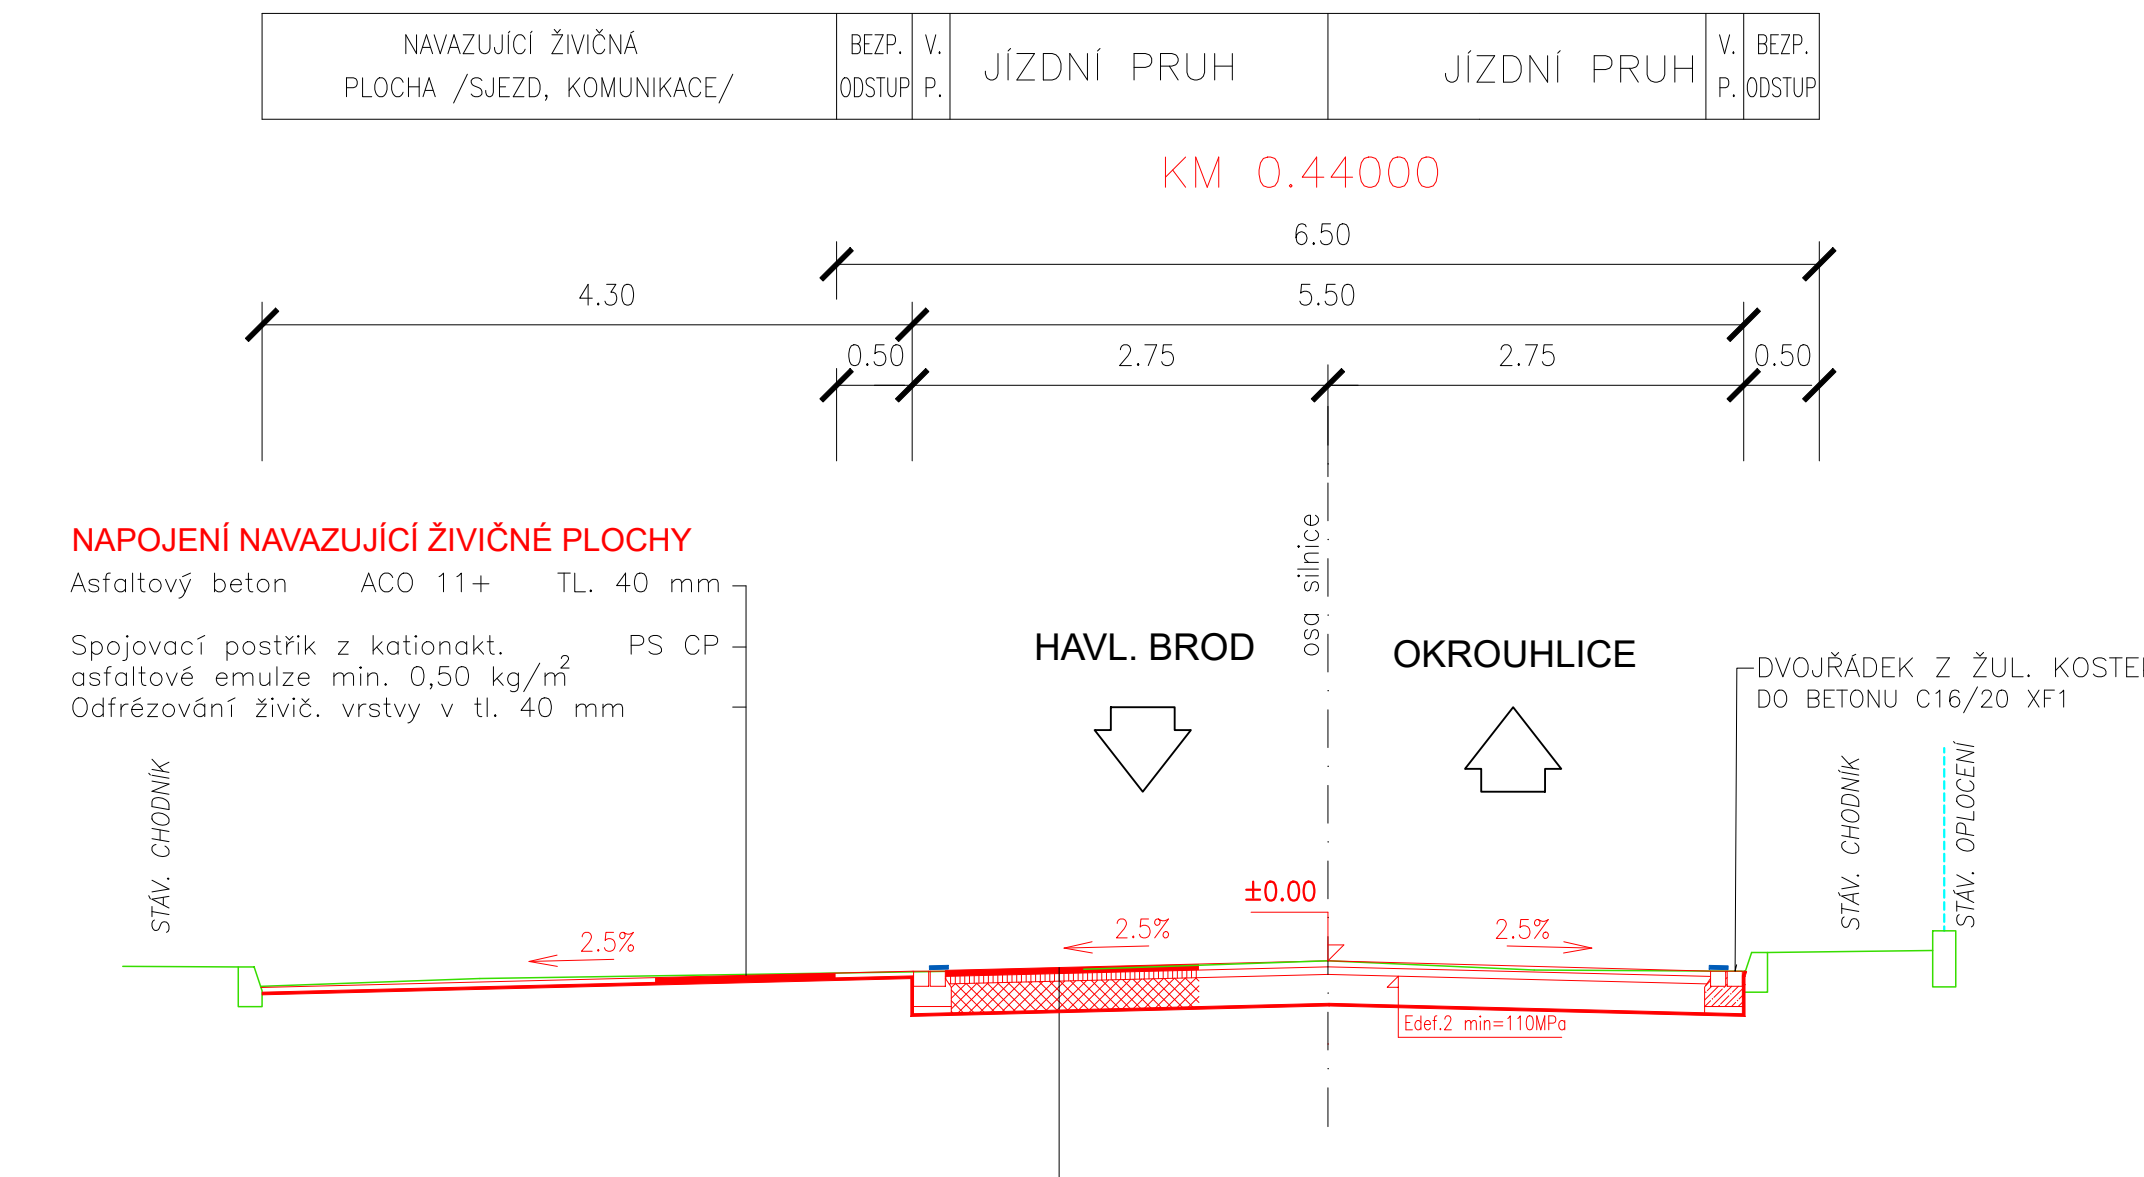 NAVAZUJÍCÍ ŽIVIČNÁ
PLOCHA /SJEZD, KOMUNIKACE/
BEZP.
ODSTUP
V.
P.
JÍZDNÍ PRUH
JÍZDNÍ PRUH
V.
P.
BEZP.
ODSTUP
KM 0.44000
6.50
4.30
5.50
0.50
2.75
2.75
0.50
NAPOJENÍ NAVAZUJÍCÍ ŽIVIČNÉ PLOCHY
Asfaltový beton ACO 11+ TL. 40 mm
Spojovací postřik z kationakt. PS CP
asfaltové emulze min. 0,50 kg/m²
Odfrézování živič. vrstvy v tl. 40 mm
osa silnice
HAVL. BROD
OKROUHLICE
DVOJŘÁDEK Z ŽUL.
DO BETONU C16/20 XF1
STÁV. CHODNÍK
STÁV. CHODNÍK
STÁV. OPLOCENÍ
±0.00
2.5%
2.5%
2.5%
Edef.2 min=110MPa